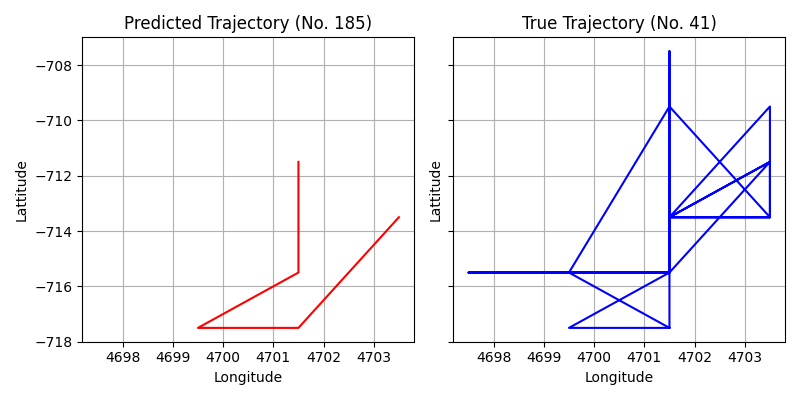 Predicted Trajectory (No. 185)
True Trajectory (No. 41)
Lattitude
−708
−710
−712
−714
−716
−718
4698 4699 4700 4701 4702 4703
Longitude
Lattitude
4698 4699 4700 4701 4702 4703
Longitude